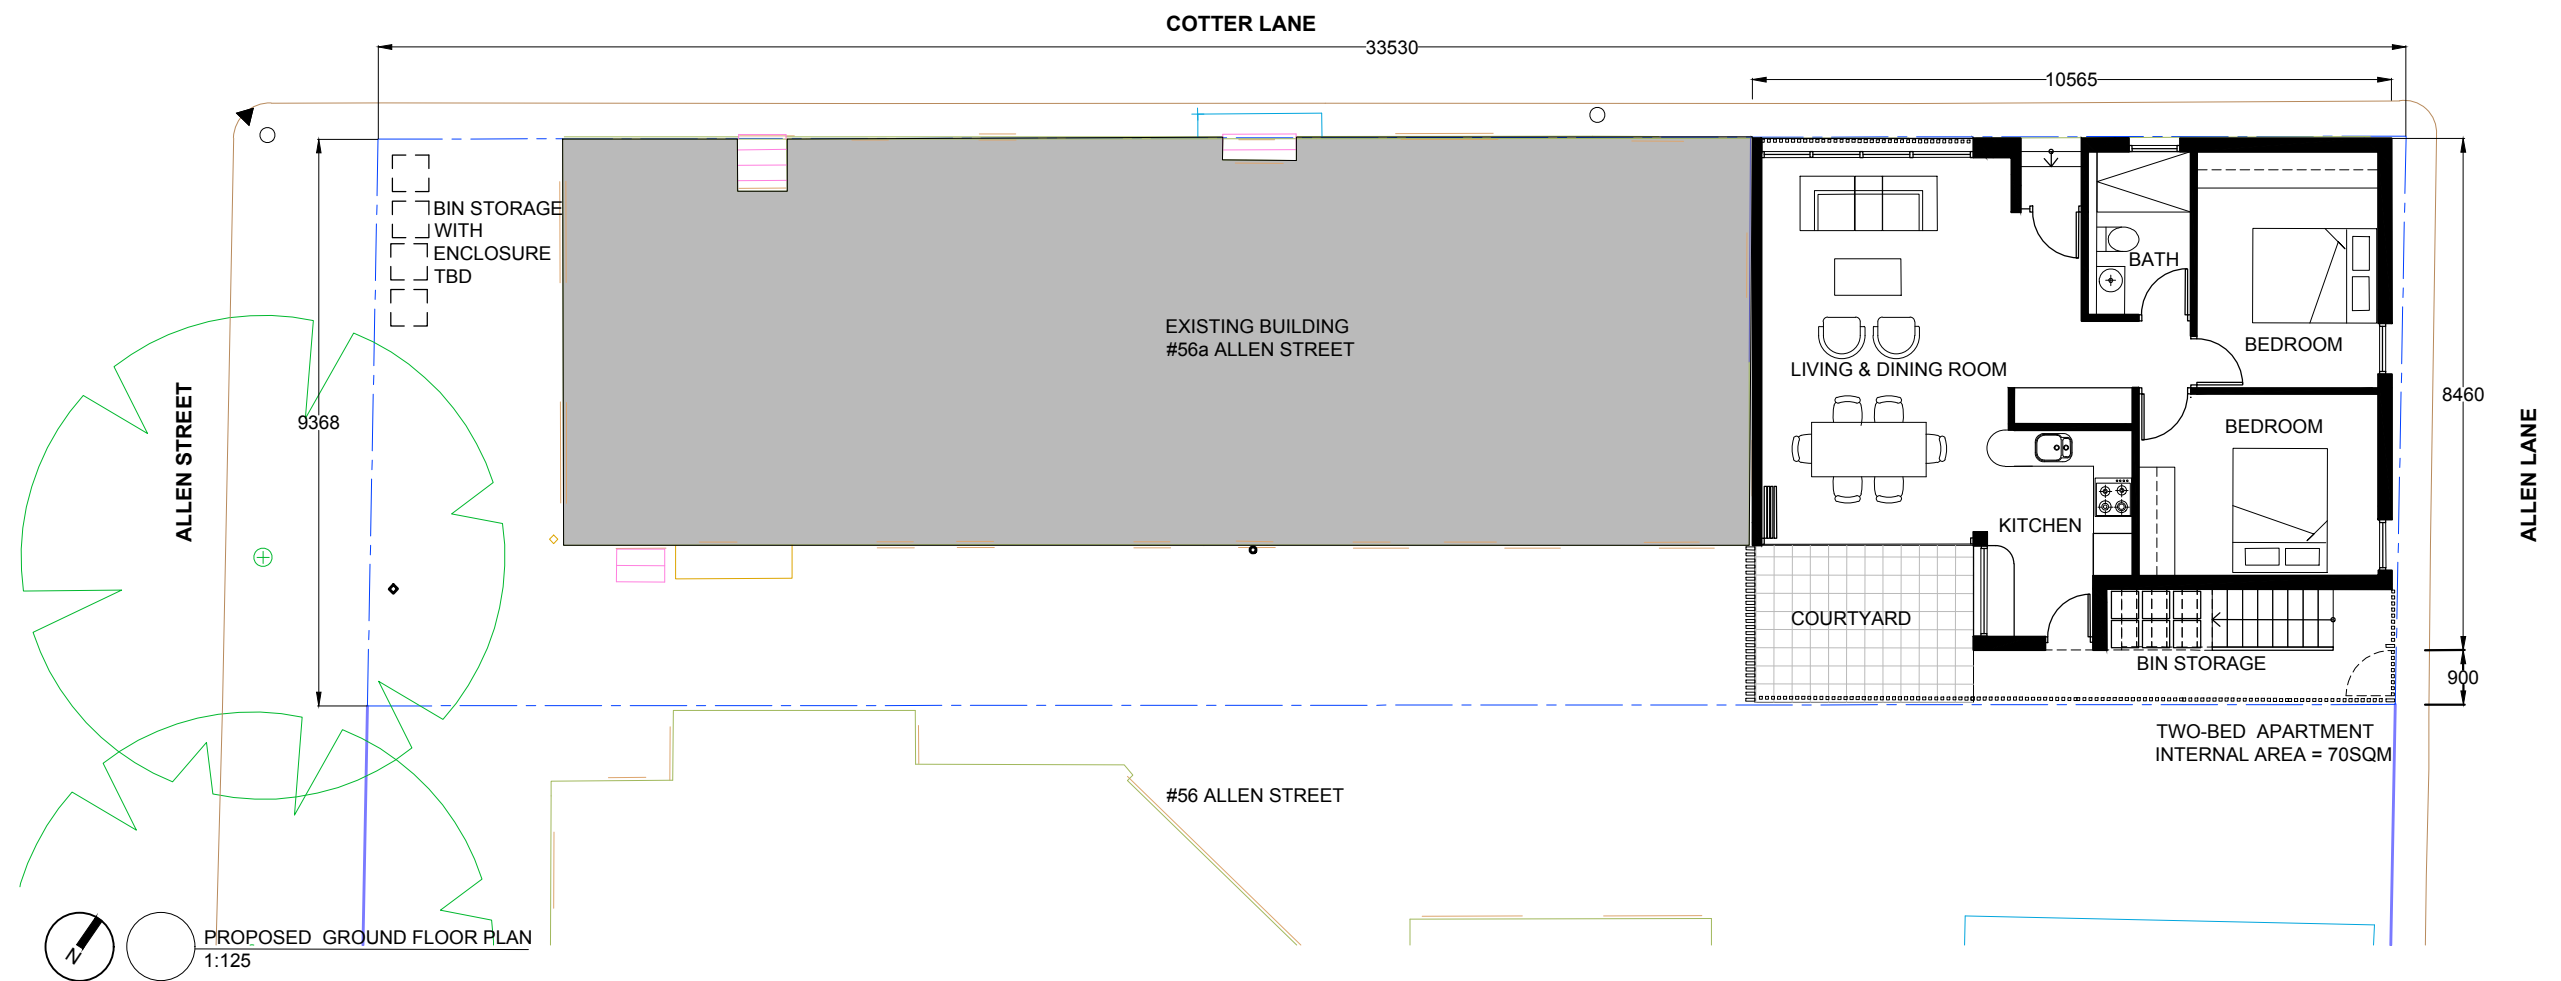 COTTER LANE
33530
10565
BIN STORAGE
WITH
ENCLOSURE
TBD
BATH
EXISTING BUILDING
#56a ALLEN STREET
BEDROOM
LIVING & DINING ROOM
ALLEN STREET
9368
8460
BEDROOM
ALLEN LANE
KITCHEN
COURTYARD
BIN STORAGE
900
TWO-BED APARTMENT
INTERNAL AREA = 70SQM
#56 ALLEN STREET
N
PROPOSED GROUND FLOOR PLAN
1:125